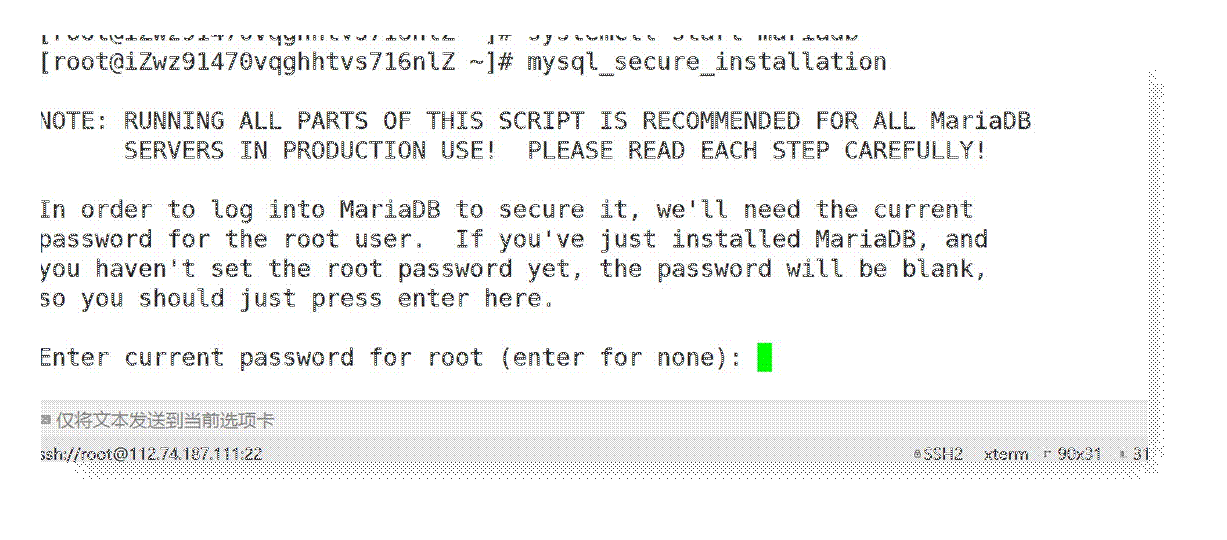 [root@iZwz91470vqghhtvs716nlZ ~]# systemctl start mariadb
[root@iZwz91470vqghhtvs716nlZ ~]# mysql_secure_installation
NOTE: RUNNING ALL PARTS OF THIS SCRIPT IS RECOMMENDED FOR ALL MariaDB
SERVERS IN PRODUCTION USE! PLEASE READ EACH STEP CAREFULLY!
In order to log into MariaDB to secure it, we'll need the current
password for the root user. If you've just installed MariaDB, and
you haven't set the root password yet, the password will be blank,
so you should just press enter here.
Enter current password for root (enter for none):
仅将文本发送到当前选项卡
ssh://root@112.74.187.111:22 SSH2 xterm 90x31 31